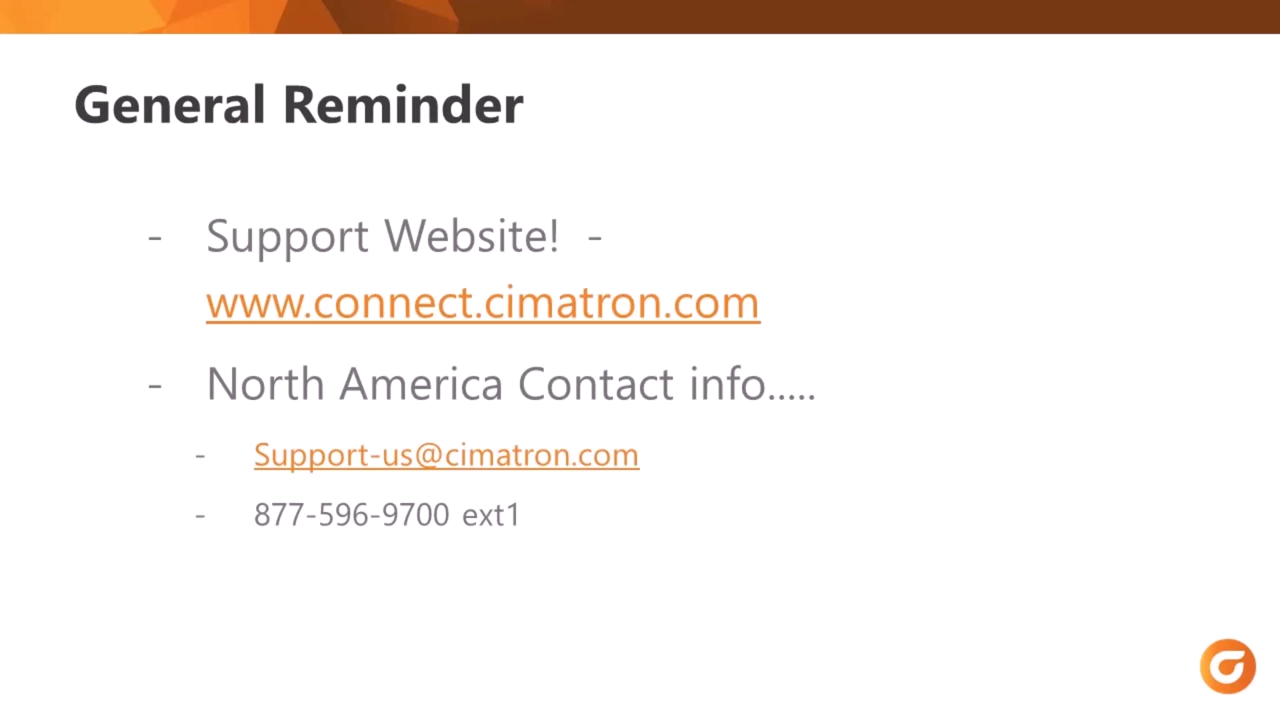 General Reminder
- Support Website!  -
www.connect.cimatron.com
- North America Contact info.....
- Support-us@cimatron.com
- 877-596-9700 ext1